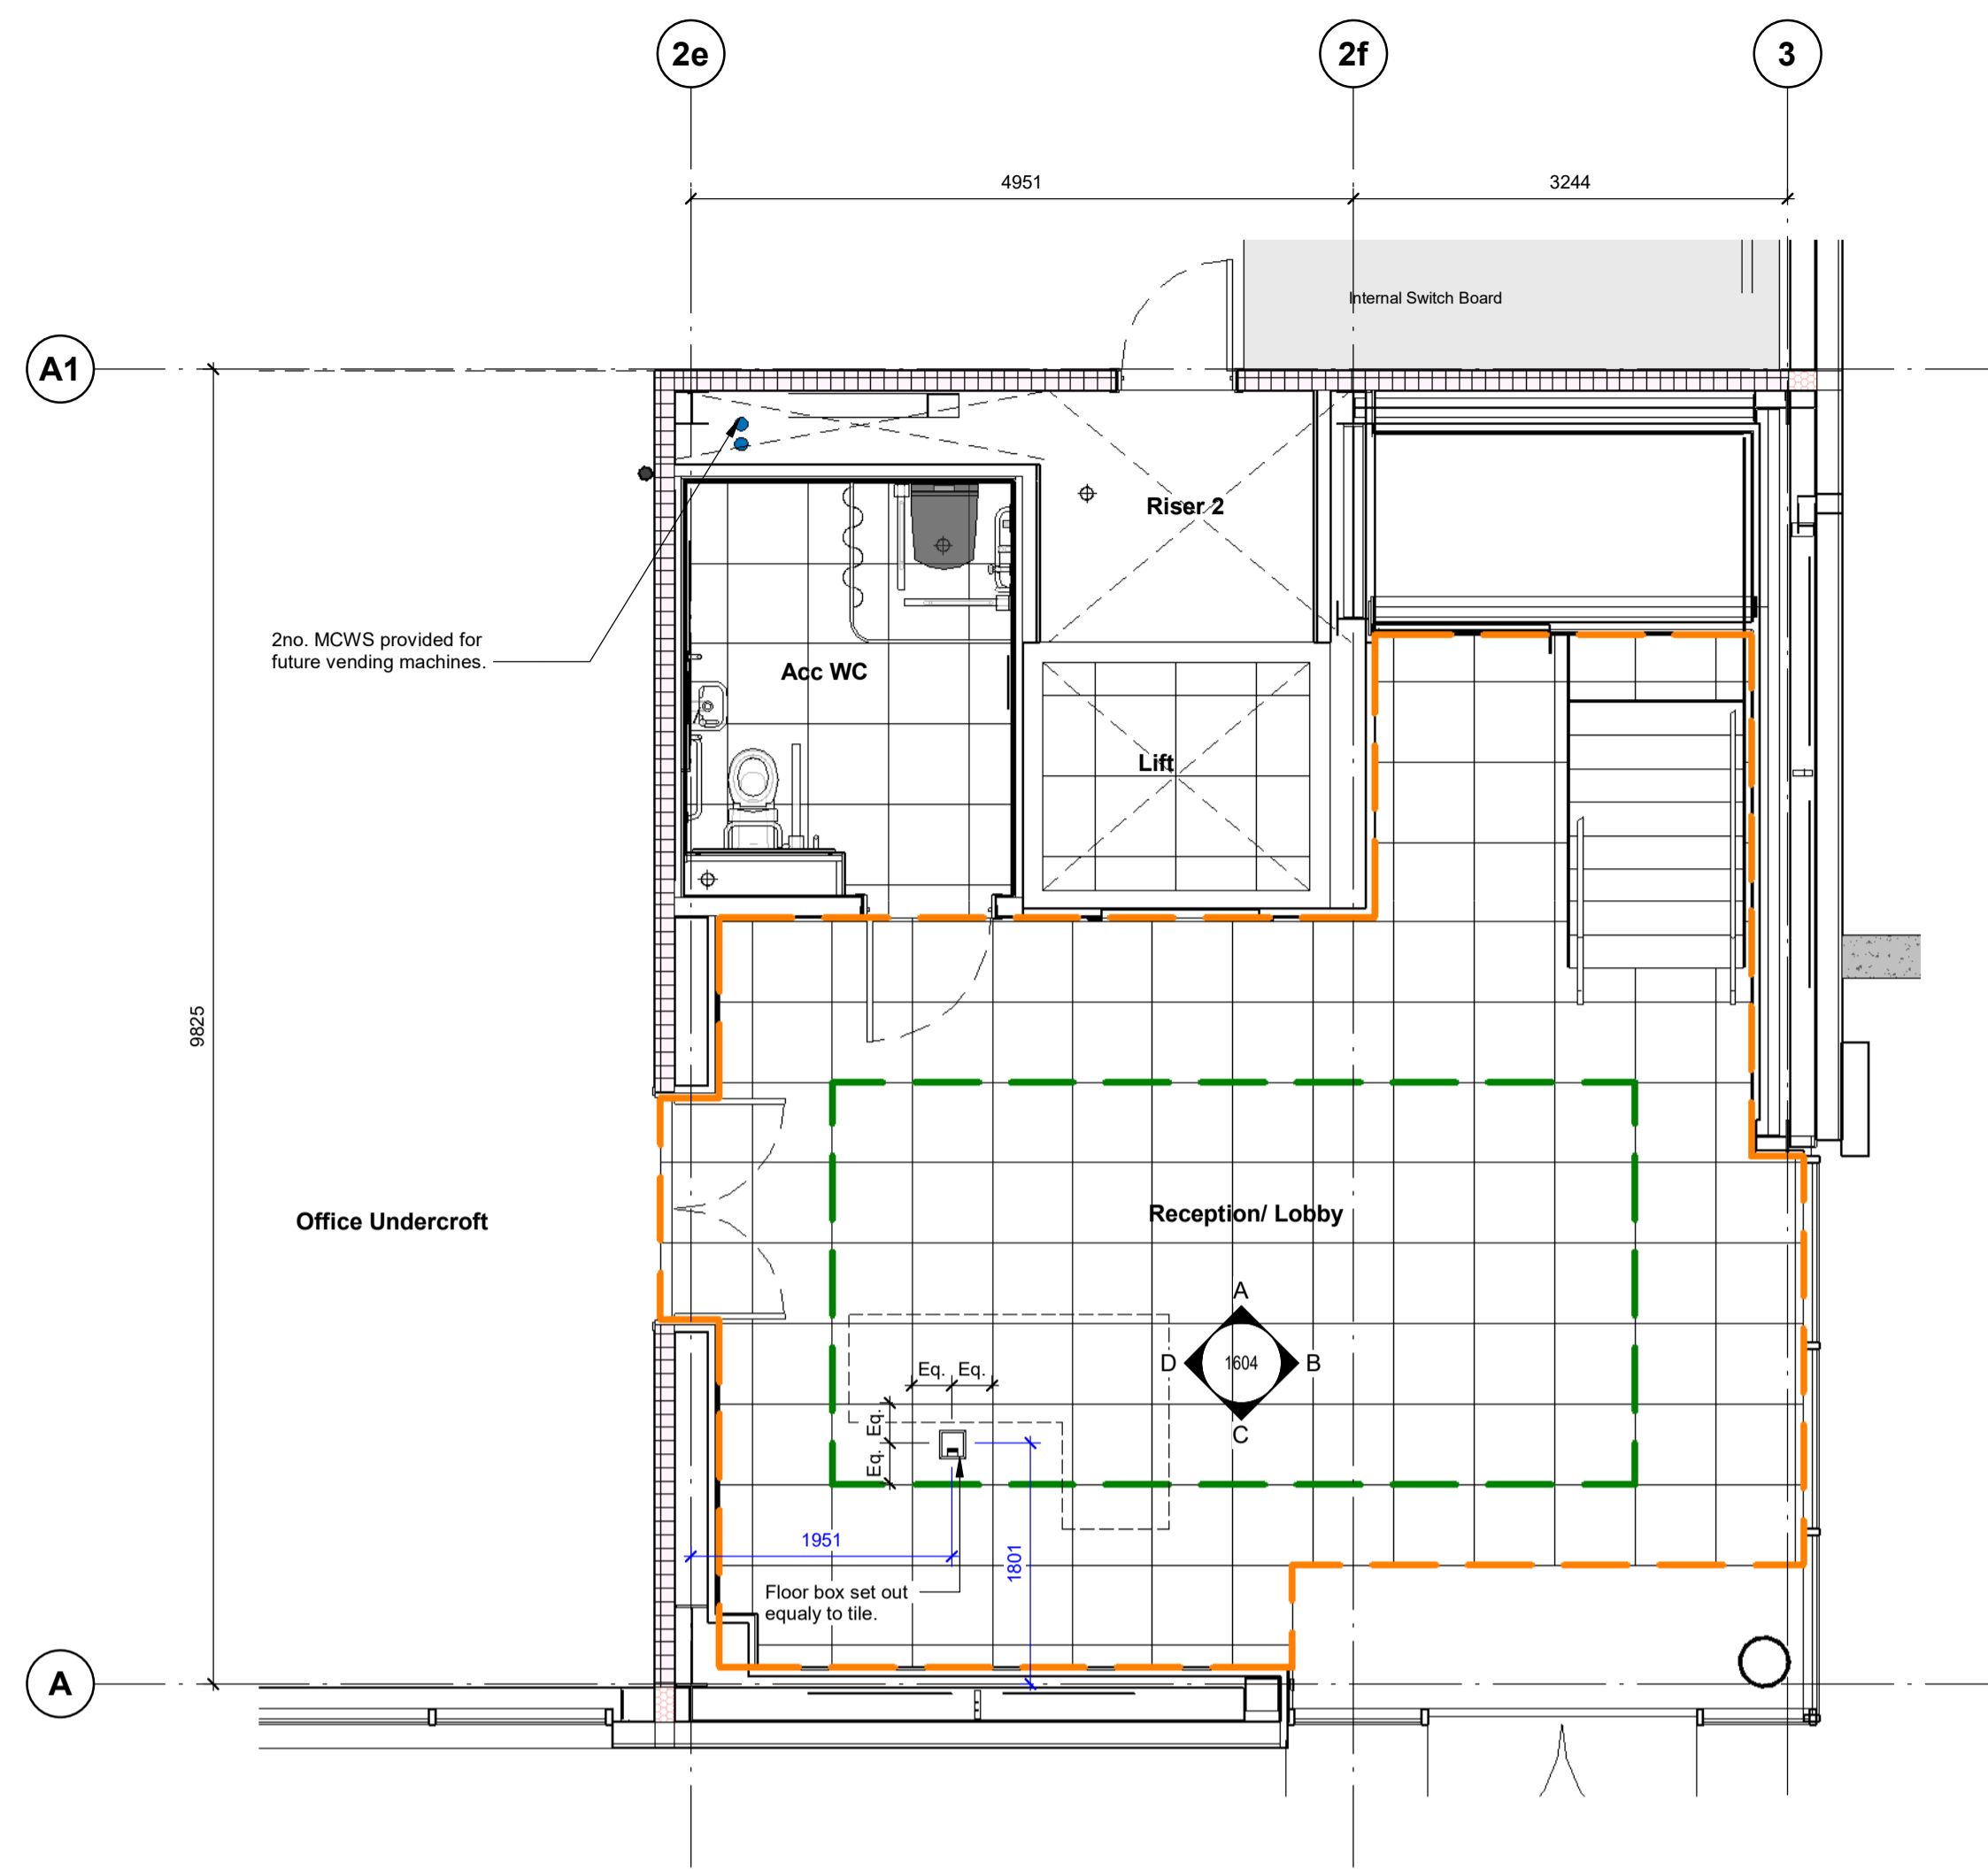 2e
2f
3
4951
3244
Internal Switch Board
A1
Riser 2
2no. MCWS provided for
future vending machines.
Acc WC
Lift
9825
Office Undercroft
Reception/ Lobby
A
D
1604
B
C
Eq.
Eq.
Eq.
Eq.
1951
1801
Floor box set out
equaly to tile.
A